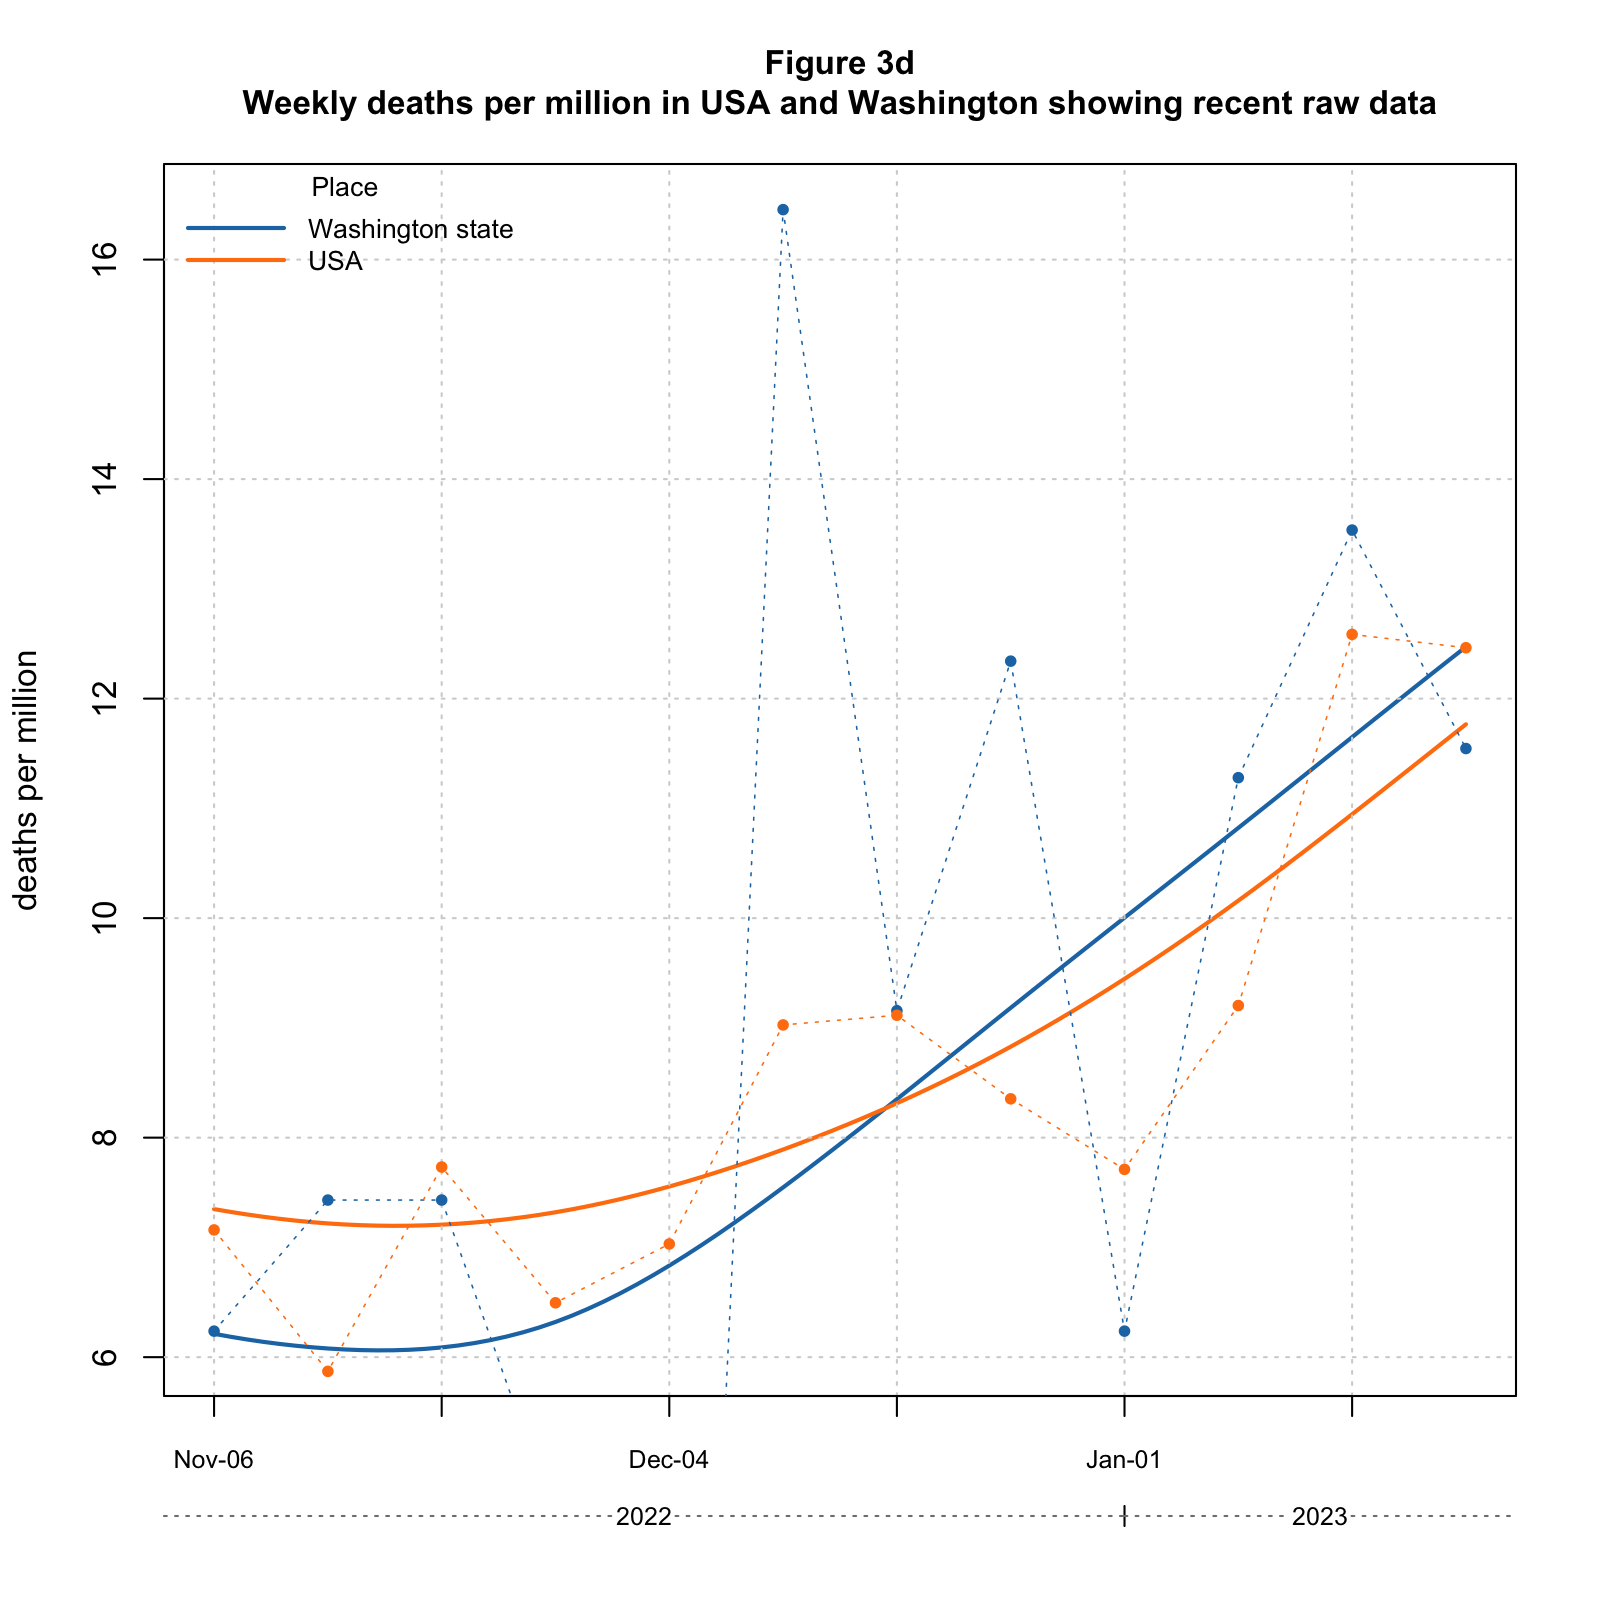 Figure 3d
Weekly deaths per million in USA and Washington showing recent raw data
Place
Washington state
USA
deaths per million
16
14
12
10
8
6
Nov-06 Dec-04 Jan-01
2022 2023